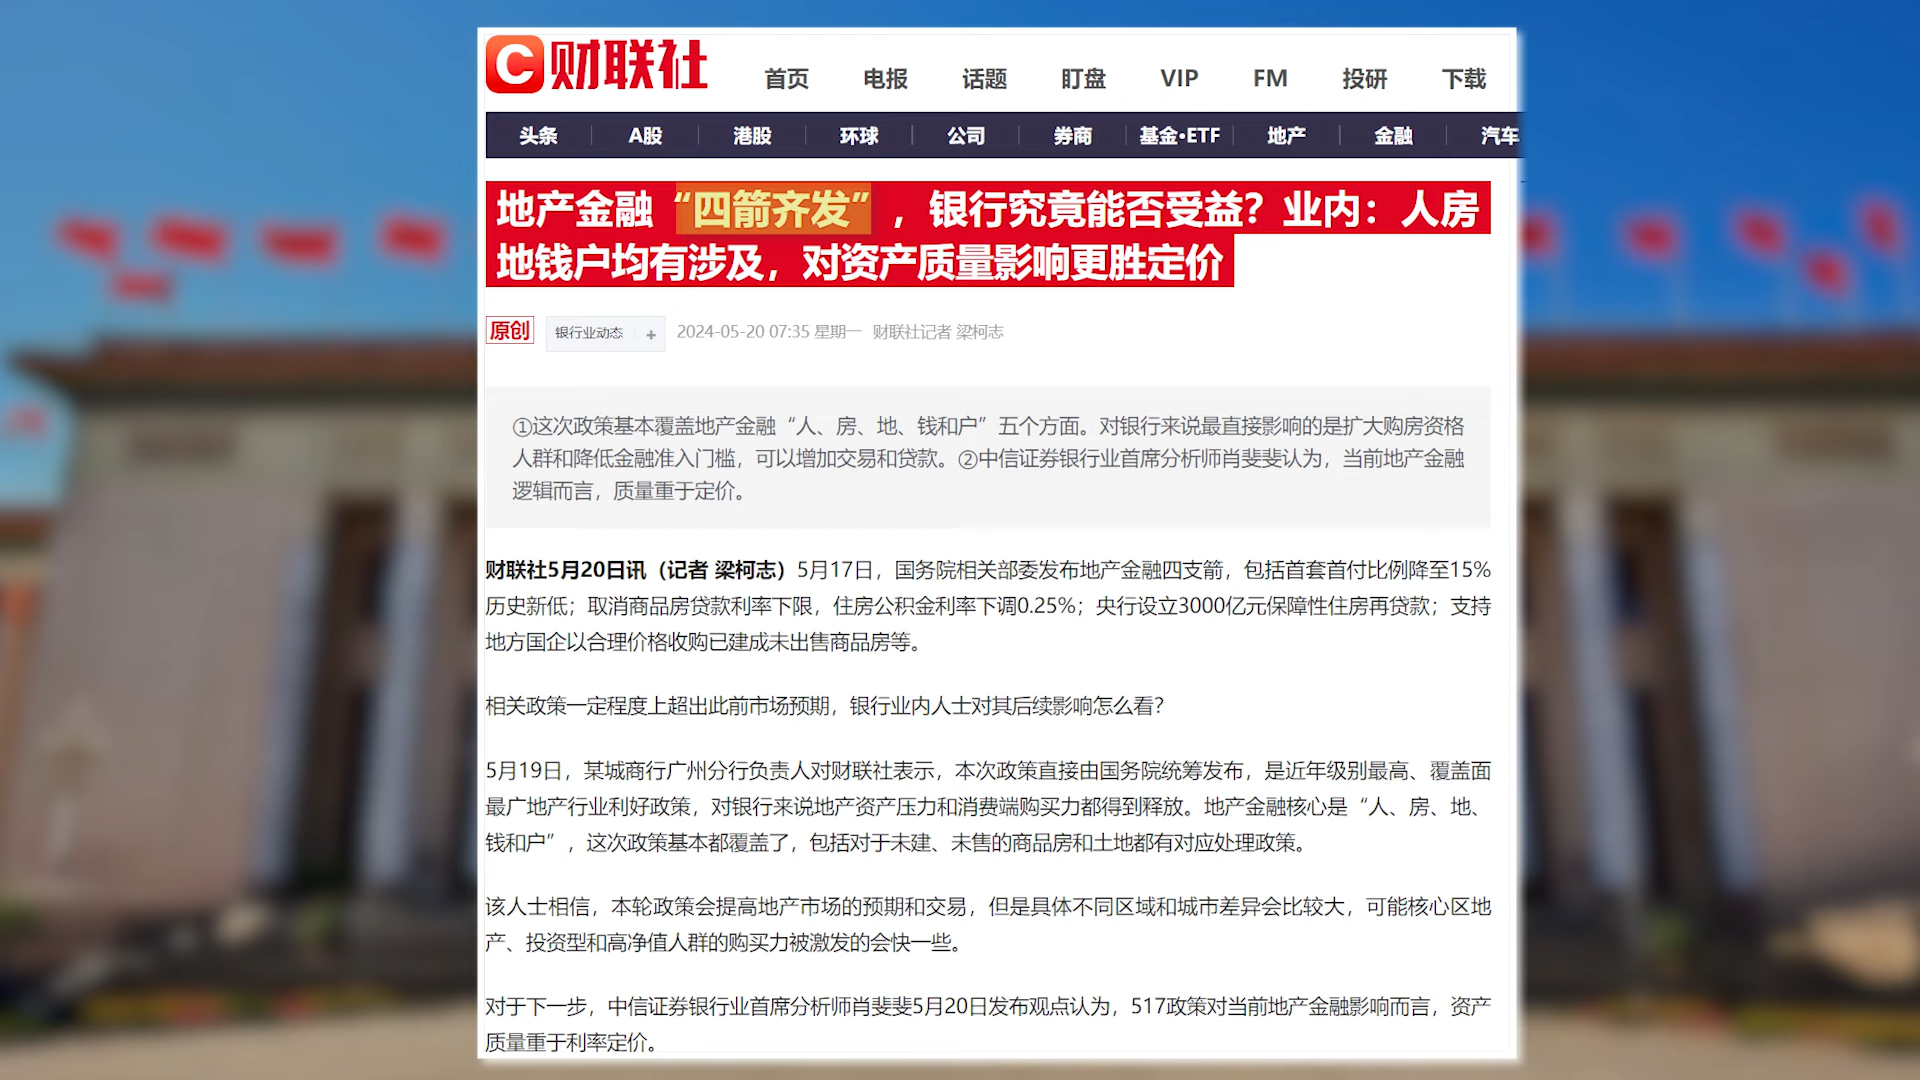 C 财联社
首页 电报 话题 盯盘 VIP FM 投研 下载
头条 A股 港股 环球 公司 券商 基金·ETF 地产 金融 汽车
地产金融“四箭齐发”，银行究竟能否受益？业内：人房
地钱户均有涉及，对资产质量影响更胜定价
原创 银行业动态 + 2024-05-20 07:35 星期一 财联社记者 梁柯志
①这次政策基本覆盖地产金融“人、房、地、钱和户”五个方面。对银行来说最直接影响的是扩大购房资格
人群和降低金融准入门槛，可以增加交易和贷款。②中信证券银行业首席分析师肖斐斐认为，当前地产金融
逻辑而言，质量重于定价。
财联社5月20日讯（记者 梁柯志）5月17日，国务院相关部委发布地产金融四支箭，包括首套首付比例降至15%
历史新低；取消商品房贷款利率下限，住房公积金利率下调0.25%；央行设立3000亿元保障性住房再贷款；支持
地方国企以合理价格收购已建成未出售商品房等。
相关政策一定程度上超出此前市场预期，银行业内人士对其后续影响怎么看？
5月19日，某城商行广州分行负责人对财联社表示，本次政策直接由国务院统筹发布，是近年级别最高、覆盖面
最广地产行业利好政策，对银行来说地产资产压力和消费端购买力都得到释放。地产金融核心是“人、房、地、
钱和户”，这次政策基本都覆盖了，包括对于未建、未售的商品房和土地都有对应处理政策。
该人士相信，本轮政策会提高地产市场的预期和交易，但是具体不同区域和城市差异会比较大，可能核心区地
产、投资型和高净值人群的购买力被激发的会快一些。
对于下一步，中信证券银行业首席分析师肖斐斐5月20日发布观点认为，517政策对当前地产金融影响而言，资产
质量重于利率定价。